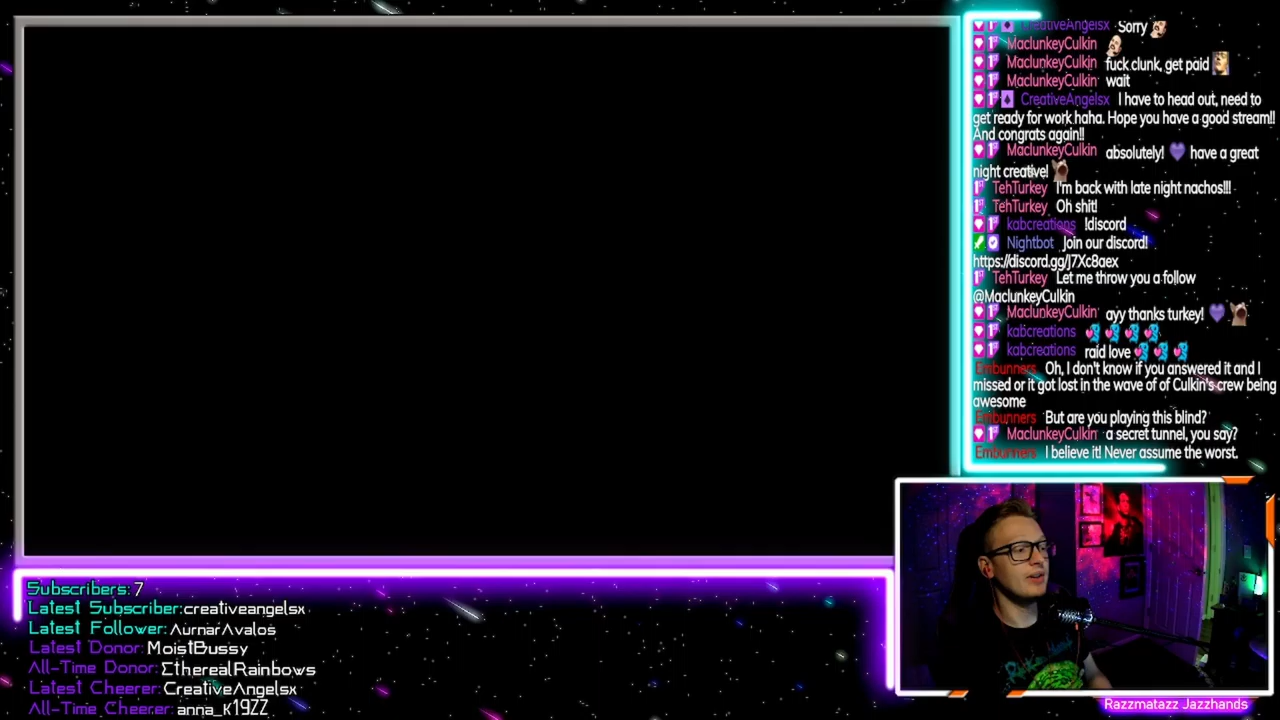 CreativeAngelsx Sorry
MaclunkeyCulkin
MaclunkeyCulkin fuck clunk, get paid
MaclunkeyCulkin wait
CreativeAngelsx I have to head out, need to
get ready for work haha. Hope you have a good stream!!
And congrats again!!
MaclunkeyCulkin absolutely! have a great
night creative!
TehTurkey I'm back with late night nachos!!!
TehTurkey Oh shit!
kabcreations !discord
Nightbot Join our discord!
https://discord.gg/J7Xc8aex
TehTurkey Let me throw you a follow
@MaclunkeyCulkin
MaclunkeyCulkin ayy thanks turkey!
kabcreations
kabcreations raid love
Embunners Oh, I don't know if you answered it and I
missed or it got lost in the wave of of Culkin's crew being
awesome
Embunners But are you playing this blind?
MaclunkeyCulkin a secret tunnel, you say?
Embunners I believe it! Never assume the worst.
Subscribers: 7
Latest Subscriber:creativeangelsx
Latest Follower: AurnarAvalos
Latest Donor: MoistBussy
All-Time Donor: EtherealRainbows
Latest Cheerer: CreativeAngelsx
All-Time Cheerer: anna_k19ZZ
Razzmatazz Jazzhands